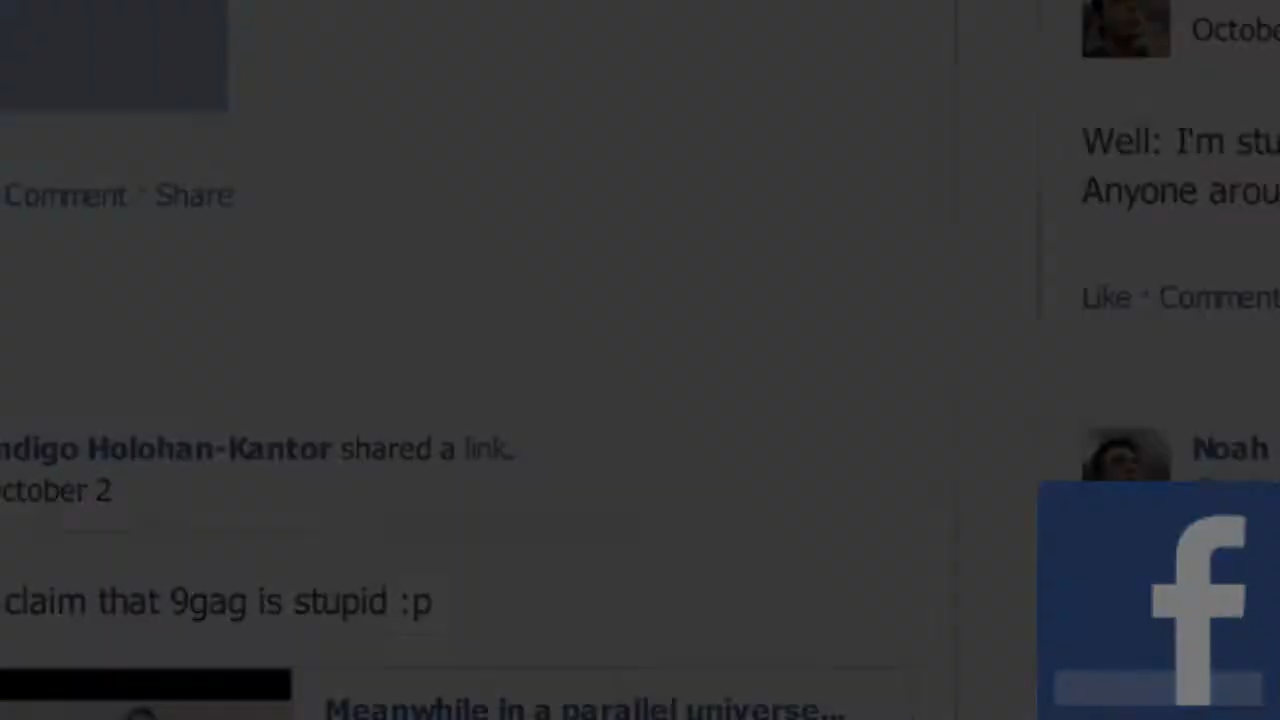 Comment · Share
ndigo Holohan-Kantor shared a link.
ctober 2
claim that 9gag is stupid :p
Meanwhile in a parallel universe...
Octobe
Well: I'm stu
Anyone arou
Like · Comment
Noah
f